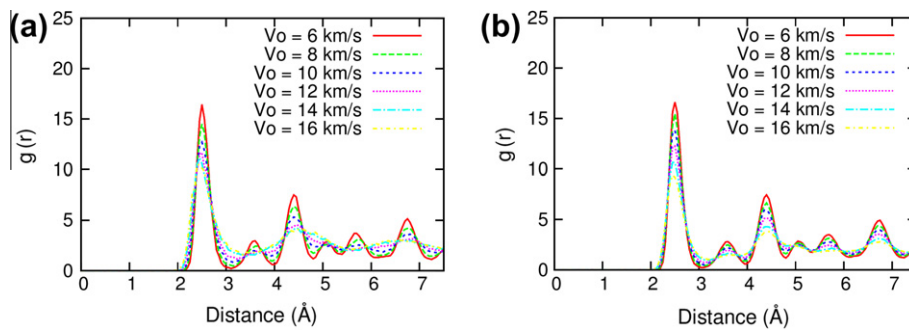 (a)
25
20
15
10
5
0
g (r)
Vo = 6 km/s
Vo = 8 km/s
Vo = 10 km/s
Vo = 12 km/s
Vo = 14 km/s
Vo = 16 km/s
0 1 2 3 4 5 6 7
Distance (Å)
(b)
25
20
15
10
5
0
g (r)
Vo = 6 km/s
Vo = 8 km/s
Vo = 10 km/s
Vo = 12 km/s
Vo = 14 km/s
Vo = 16 km/s
0 1 2 3 4 5 6 7
Distance (Å)